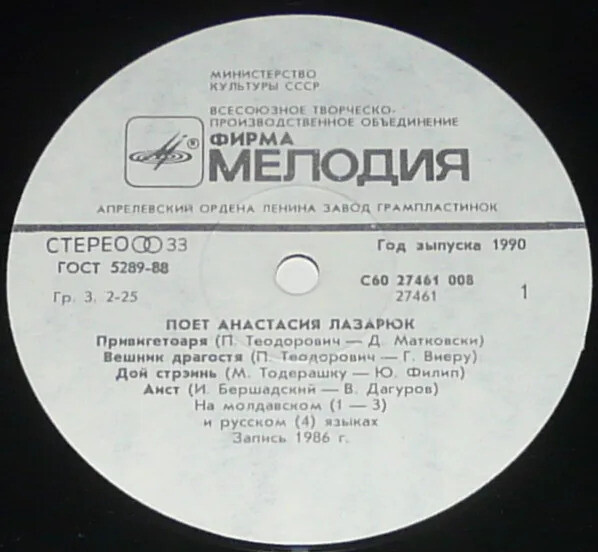 МИНИСТЕРСТВО
КУЛЬТУРЫ СССР
ВСЕСОЮЗНОЕ ТВОРЧЕСКО-
ПРОИЗВОДСТВЕННОЕ ОБЪЕДИНЕНИЕ
®
ФИРМА
МЕЛОДИЯ
АПРЕЛЕВСКИЙ ОРДЕНА ЛЕНИНА ЗАВОД ГРАМПЛАСТИНОК
СТЕРЕО 33
Год выпуска 1990
ГОСТ 5289-88
С60 27461 008
Гр. 3, 2-25
27461
1
ПОЕТ АНАСТАСИЯ ЛАЗАРЮК
Привигетоаря (П. Теодорович — Д. Матковски)
Вешник драгостя (П. Теодорович — Г. Виеру)
Дой стрэинь (М. Тодерашку — Ю. Филип)
Аист (И. Бершадский — В. Дагуров)
На молдавском (1 — 3)
и русском (4) языках
Запись 1986 г.